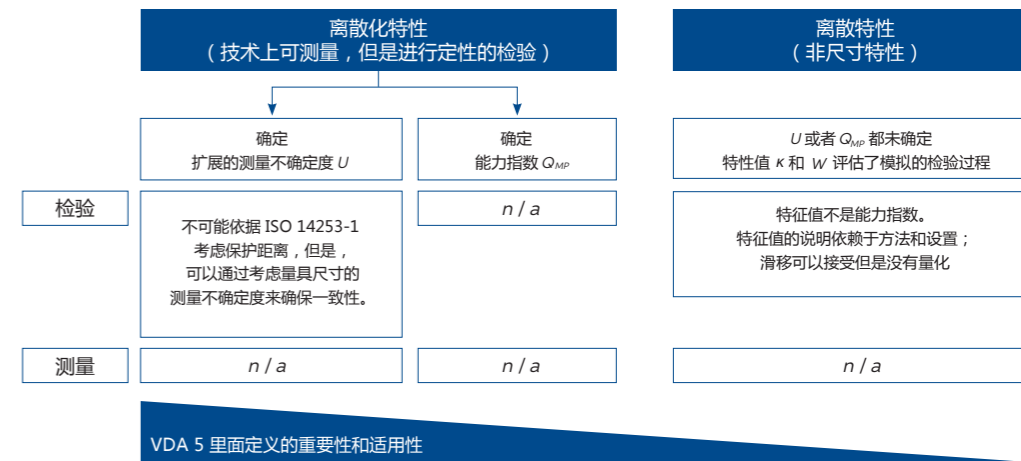 离散化特性
（技术上可测量，但是进行定性的检验）
离散特性
（非尺寸特性）
确定
扩展的测量不确定度 U
确定
能力指数 QMP
U 或者 QMP 都未确定
特性值 κ 和 W 评估了模拟的检验过程
检验
不可能依据 ISO 14253-1
考虑保护距离，但是，
可以通过考虑量具尺寸的
测量不确定度来确保一致性。
n / a
特征值不是能力指数。
特征值的说明依赖于方法和设置；
滑移可以接受但是没有量化
测量
n / a
n / a
n / a
VDA 5 里面定义的重要性和适用性